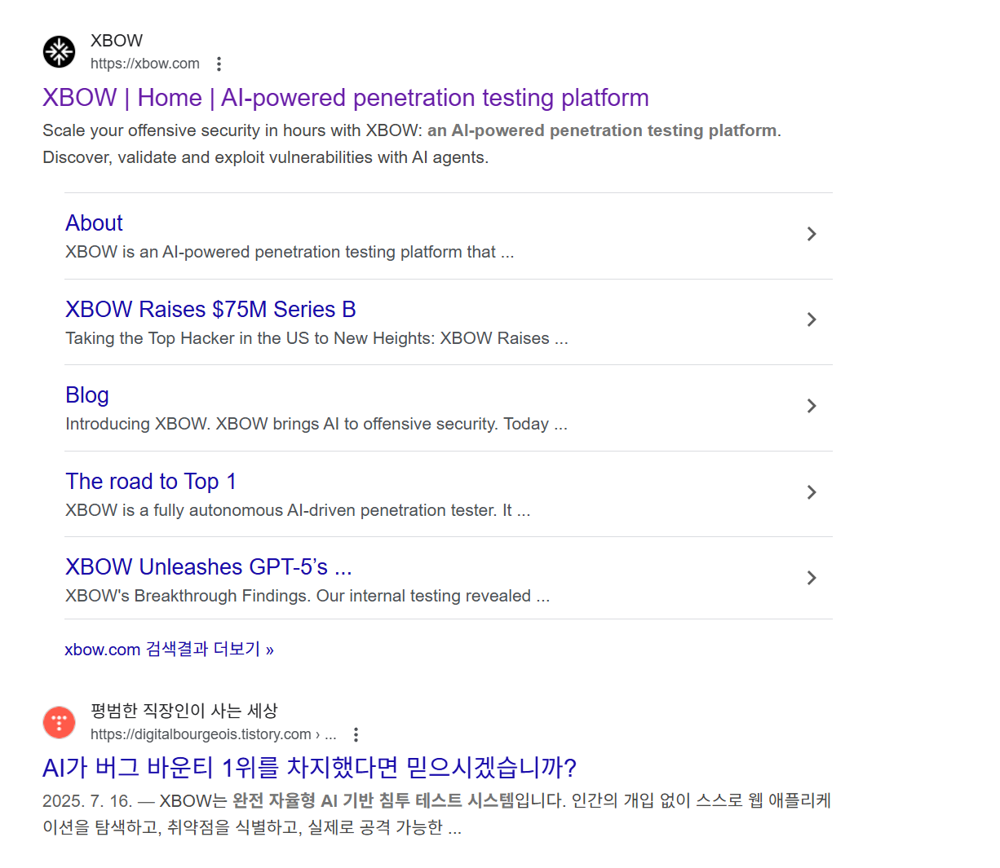 XBOW
https://xbow.com
XBOW | Home | AI-powered penetration testing platform
Scale your offensive security in hours with XBOW: an AI-powered penetration testing platform.
Discover, validate and exploit vulnerabilities with AI agents.
About
XBOW is an AI-powered penetration testing platform that ...
XBOW Raises $75M Series B
Taking the Top Hacker in the US to New Heights: XBOW Raises ...
Blog
Introducing XBOW. XBOW brings AI to offensive security. Today ...
The road to Top 1
XBOW is a fully autonomous AI-driven penetration tester. It ...
XBOW Unleashes GPT-5’s ...
XBOW's Breakthrough Findings. Our internal testing revealed ...
xbow.com 검색결과 더보기 »
평범한 직장인이 사는 세상
https://digitalbourgeois.tistory.com › ...
AI가 버그 바운티 1위를 차지했다면 믿으시겠습니까?
2025. 7. 16. — XBOW는 완전 자율형 AI 기반 침투 테스트 시스템입니다. 인간의 개입 없이 스스로 웹 애플리케
이션을 탐색하고, 취약점을 식별하고, 실제로 공격 가능한 ...